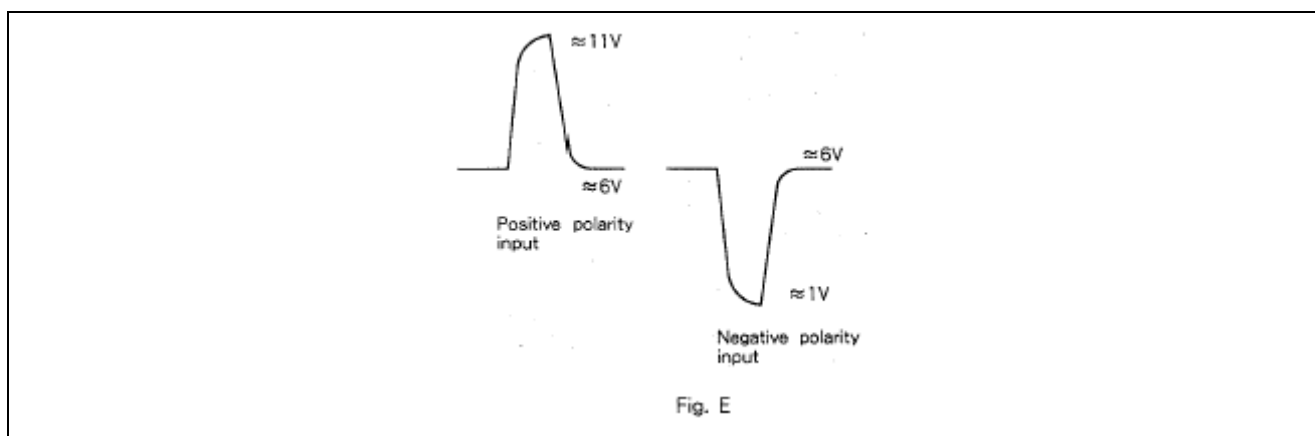 ≈11V
≈6V
Positive polarity
input
≈6V
≈1V
Negative polarity
input
Fig. E